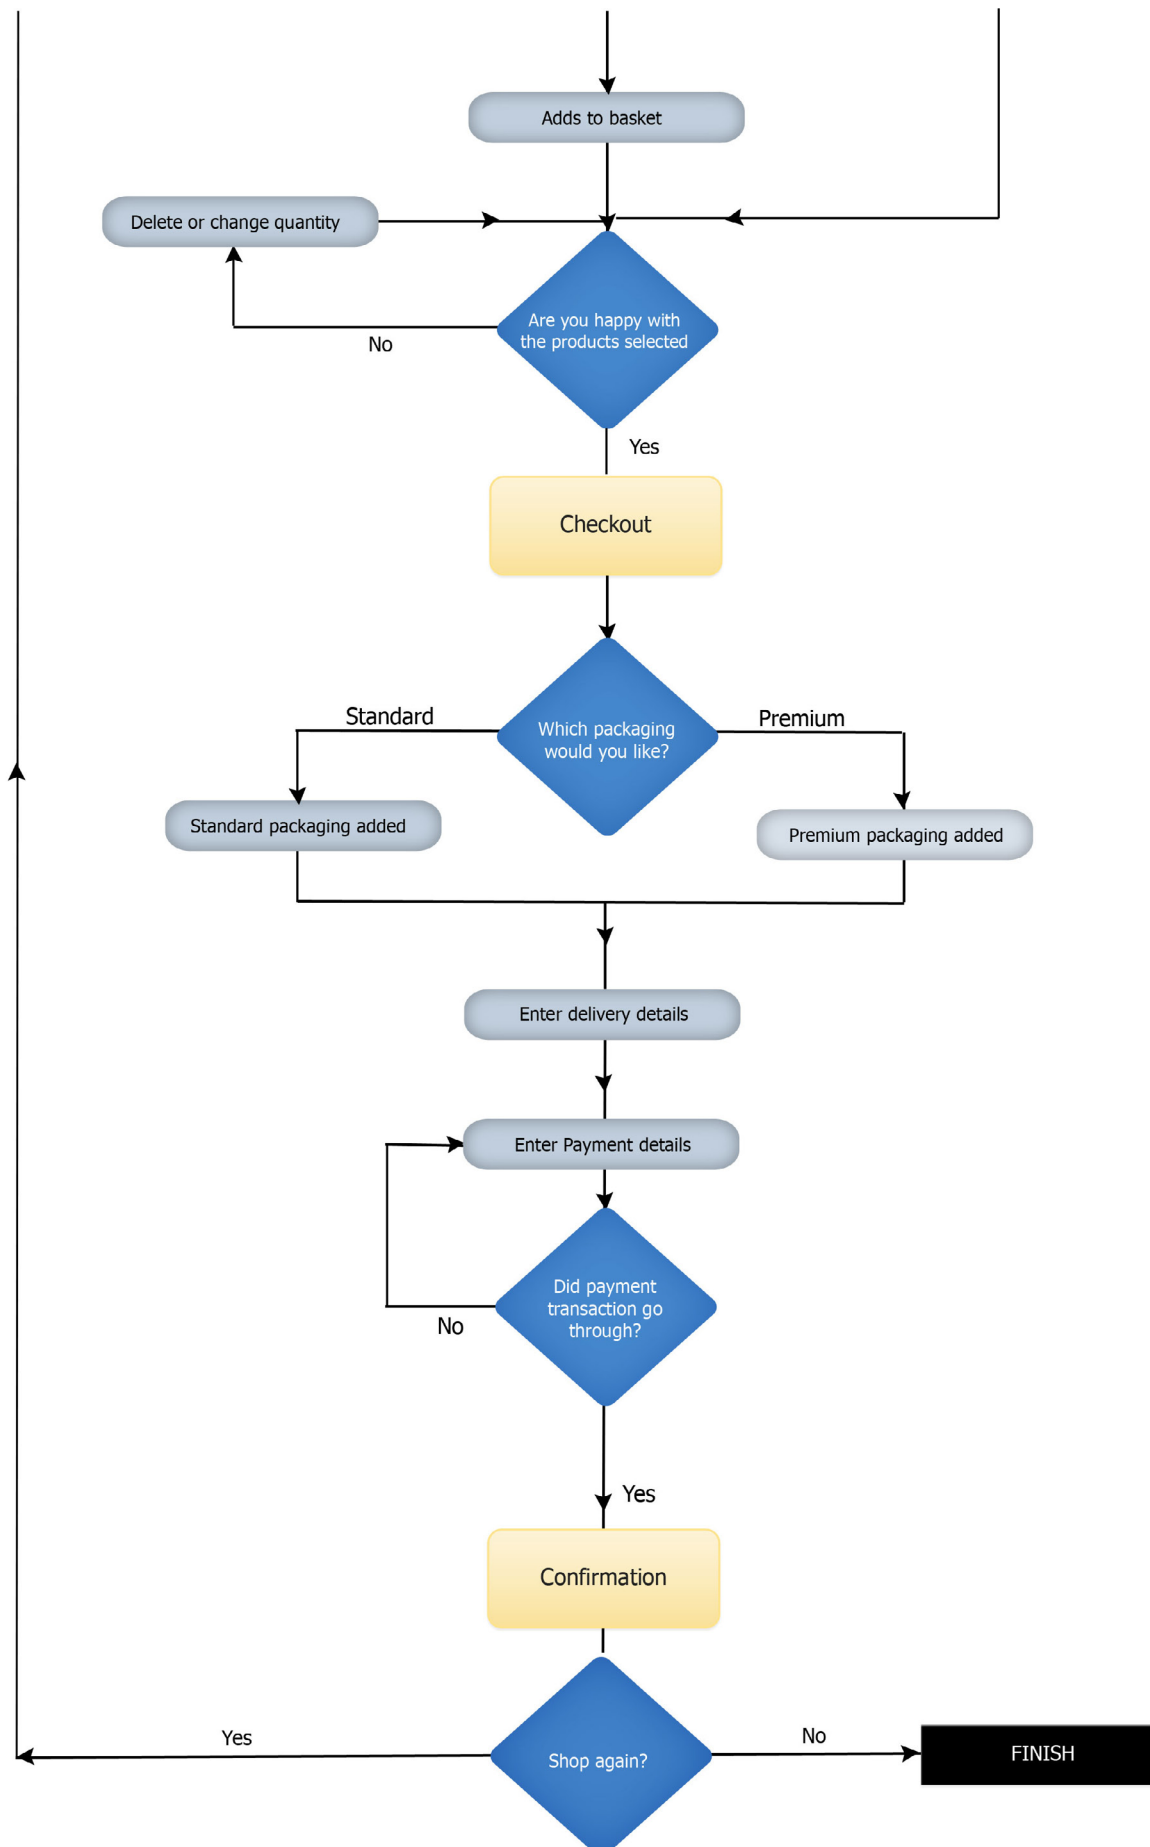 Adds to basket
Delete or change quantity
Are you happy with
the products selected
No
Yes
Checkout
Standard
Which packaging
would you like?
Premium
Standard packaging added
Premium packaging added
Enter delivery details
Enter Payment details
Did payment
transaction go
through?
No
Yes
Confirmation
Yes
Shop again?
No
FINISH